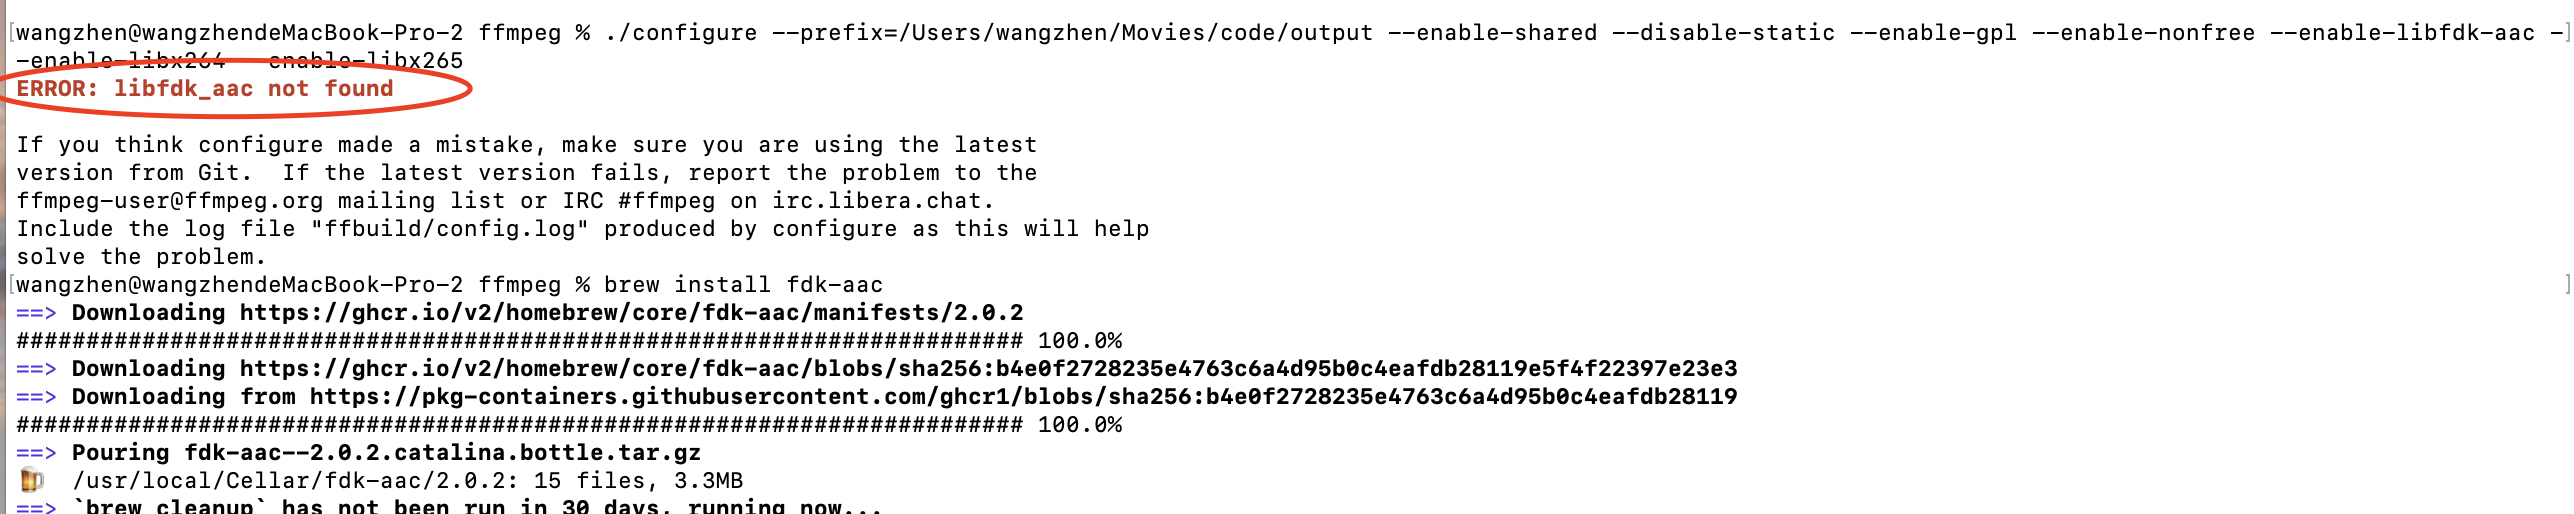 [wangzhen@wangzhendeMacBook-Pro-2 ffmpeg % ./configure --prefix=/Users/wangzhen/Movies/code/output --enable-shared --disable-static --enable-gpl --enable-nonfree --enable-libfdk-aac -]
-enable-libx264 --enable-libx265
ERROR: libfdk_aac not found
If you think configure made a mistake, make sure you are using the latest
version from Git.  If the latest version fails, report the problem to the
ffmpeg-user@ffmpeg.org mailing list or IRC #ffmpeg on irc.libera.chat.
Include the log file "ffbuild/config.log" produced by configure as this will help
solve the problem.
[wangzhen@wangzhendeMacBook-Pro-2 ffmpeg % brew install fdk-aac ]
==> Downloading https://ghcr.io/v2/homebrew/core/fdk-aac/manifests/2.0.2
######################################################################## 100.0%
==> Downloading https://ghcr.io/v2/homebrew/core/fdk-aac/blobs/sha256:b4e0f2728235e4763c6a4d95b0c4eafdb28119e5f4f22397e23e3
==> Downloading from https://pkg-containers.githubusercontent.com/ghcr1/blobs/sha256:b4e0f2728235e4763c6a4d95b0c4eafdb28119
######################################################################## 100.0%
==> Pouring fdk-aac--2.0.2.catalina.bottle.tar.gz
🍺  /usr/local/Cellar/fdk-aac/2.0.2: 15 files, 3.3MB
==> `brew cleanup` has not been run in 30 days, running now...